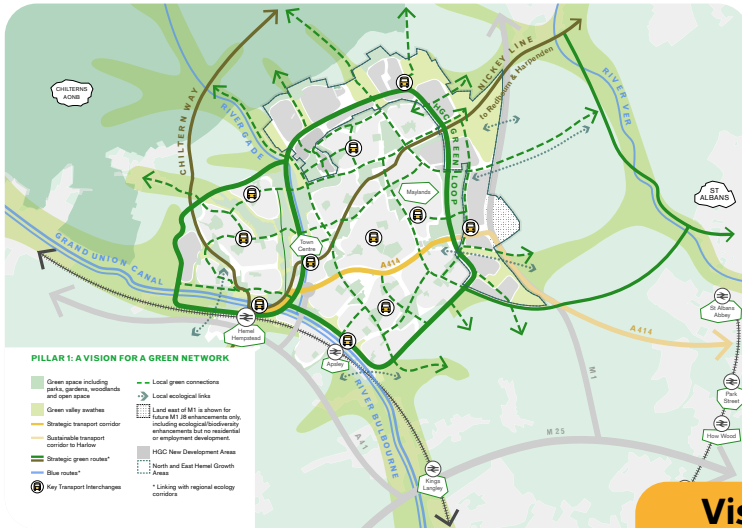 CHILTERNS
AONB
CHILTERN WAY
RIVER GADE
NICKEY LINE
to Redbourn & Harpenden
HGC GREEN LOOP
RIVER VER
ST
ALBANS
Maylands
Town
Centre
GRAND UNION CANAL
A414
A414
Hemel
Hempstead
Apsley
St Albans
Abbey
Park
Street
How Wood
M1
M 25
A41
RIVER BULBOURNE
Kings
Langley
PILLAR 1: A VISION FOR A GREEN NETWORK
Green space including
parks, gardens, woodlands
and open space
Green valley swathes
Strategic transport corridor
Sustainable transport
corridor to Harlow
Strategic green routes*
Blue routes*
Key Transport Interchanges
Local green connections
Local ecological links
Land east of M1 is shown for
future M1 J8 enhancements only,
including ecological/biodiversity
enhancements but no residential
or employment development.
HGC New Development Areas
North and East Hemel Growth
Areas
* Linking with regional ecology
corridors
Vis